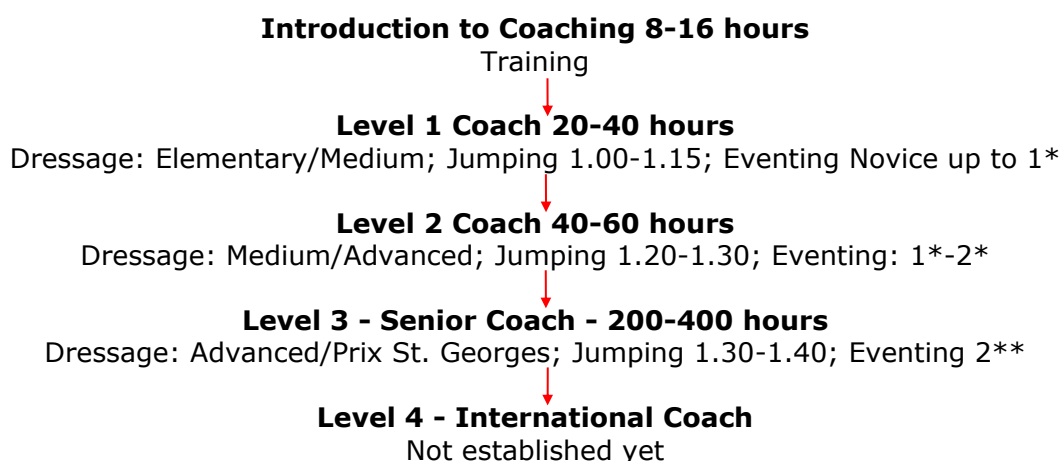 Introduction to Coaching 8-16 hours
Training
Level 1 Coach 20-40 hours
Dressage: Elementary/Medium; Jumping 1.00-1.15; Eventing Novice up to 1*
Level 2 Coach 40-60 hours
Dressage: Medium/Advanced; Jumping 1.20-1.30; Eventing: 1*-2*
Level 3 - Senior Coach - 200-400 hours
Dressage: Advanced/Prix St. Georges; Jumping 1.30-1.40; Eventing 2**
Level 4 - International Coach
Not established yet